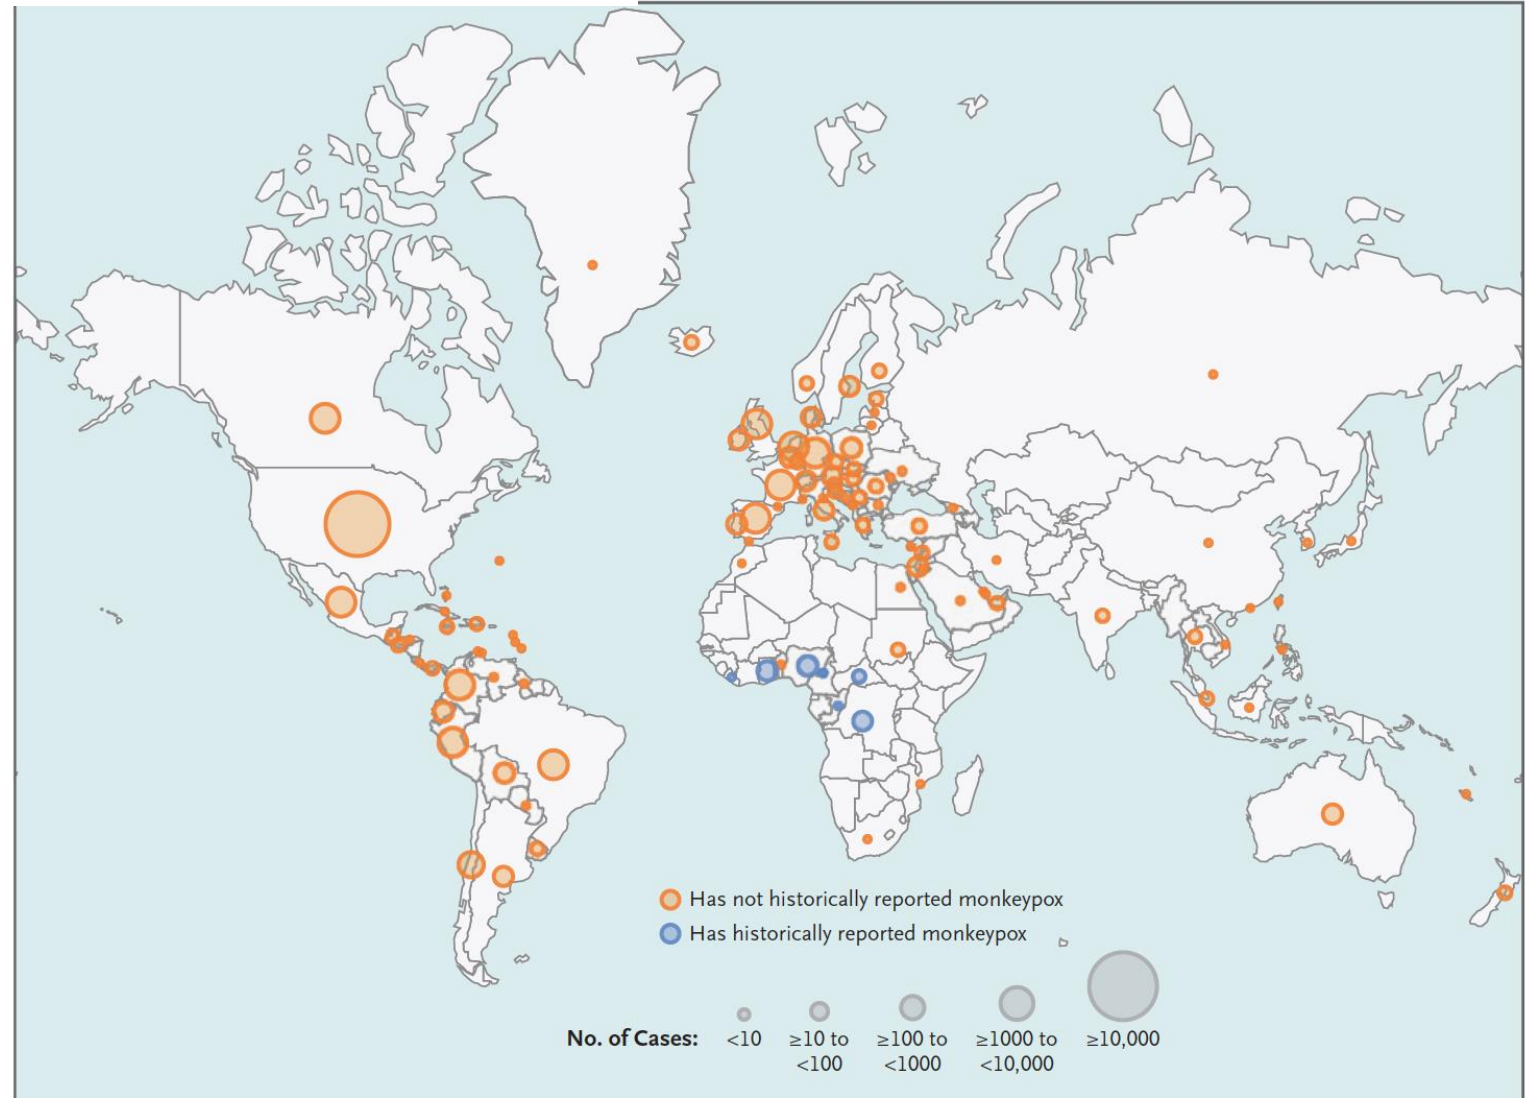 Has not historically reported monkeypox
Has historically reported monkeypox
No. of Cases: <10 ≥10 to ≥100 to ≥1000 to ≥10,000
<100 <1000 <10,000